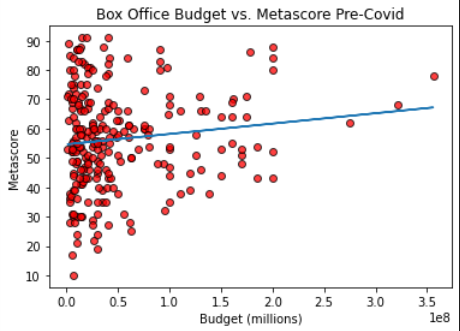 Box Office Budget vs. Metascore Pre-Covid
90
80
70
60
50
40
30
20
10
Metascore
0.0 0.5 1.0 1.5 2.0 2.5 3.0 3.5
1e8
Budget (millions)